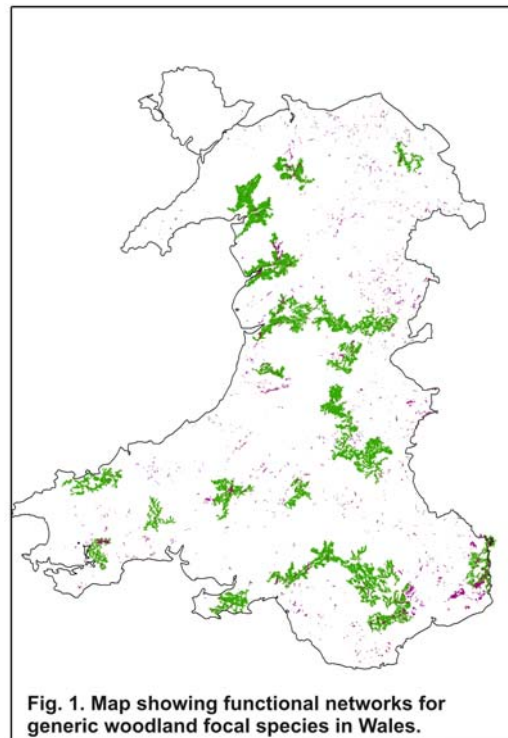 Fig. 1. Map showing functional networks for
generic woodland focal species in Wales.